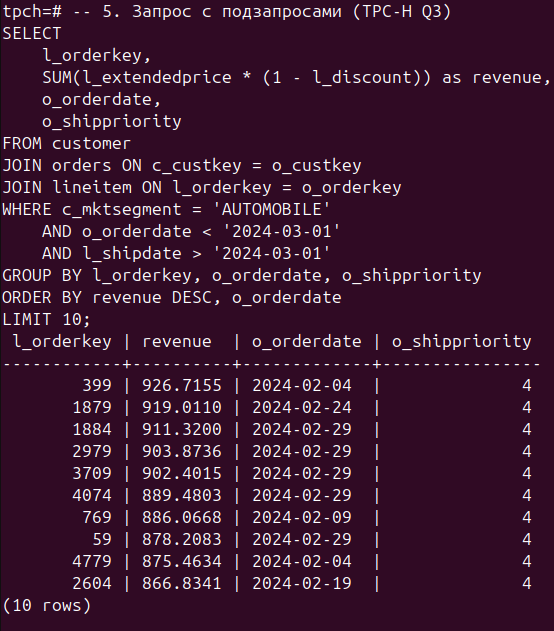 tpch=# -- 5. Запрос с подзапросами (TPC-H Q3)
SELECT
    l_orderkey,
    SUM(l_extendedprice * (1 - l_discount)) as revenue,
    o_orderdate,
    o_shippriority
FROM customer
JOIN orders ON c_custkey = o_custkey
JOIN lineitem ON l_orderkey = o_orderkey
WHERE c_mktsegment = 'AUTOMOBILE'
    AND o_orderdate < '2024-03-01'
    AND l_shipdate > '2024-03-01'
GROUP BY l_orderkey, o_orderdate, o_shippriority
ORDER BY revenue DESC, o_orderdate
LIMIT 10;
 l_orderkey | revenue  | o_orderdate | o_shippriority
------------+----------+-------------+----------------
        399 | 926.7155 | 2024-02-04  |              4
       1879 | 919.0110 | 2024-02-24  |              4
       1884 | 911.3200 | 2024-02-29  |              4
       2979 | 903.8736 | 2024-02-29  |              4
       3709 | 902.4015 | 2024-02-29  |              4
       4074 | 889.4803 | 2024-02-29  |              4
        769 | 886.0668 | 2024-02-09  |              4
         59 | 878.2083 | 2024-02-29  |              4
       4779 | 875.4634 | 2024-02-04  |              4
       2604 | 866.8341 | 2024-02-19  |              4
(10 rows)